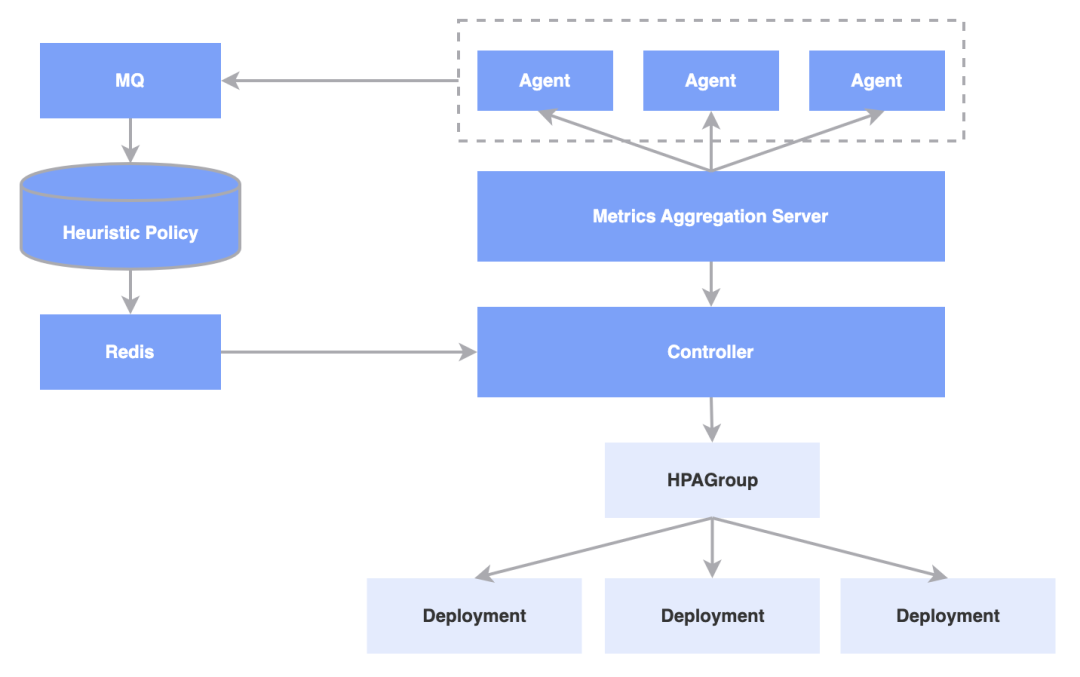 MQ
Agent
Agent
Agent
Heuristic Policy
Metrics Aggregation Server
Redis
Controller
HPAGroup
Deployment
Deployment
Deployment